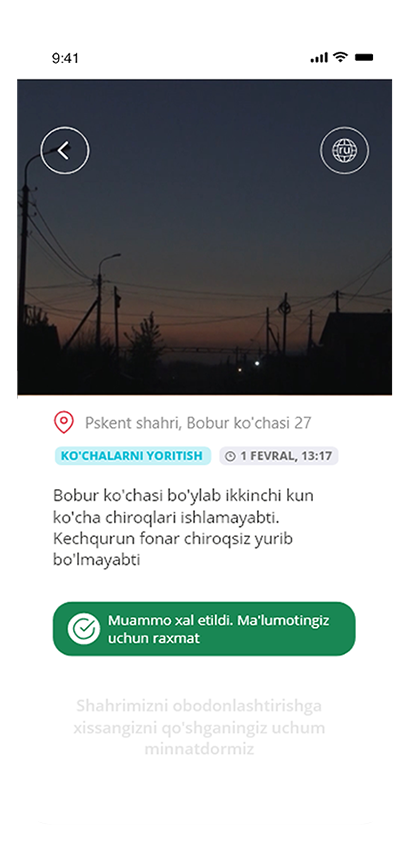 9:41
ru
Pskent shahri, Bobur ko'chasi 27
KO'CHALARNI YORITISH 1 FEVRAL, 13:17
Bobur ko'chasi bo'ylab ikkinchi kun
ko'cha chiroqlari ishlamayabti.
Kechqurun fonar chiroqsiz yurib
bo'lmayabti
Muammo xal etildi. Ma'lumotingiz
uchun raxmat
Shahrimizni obodonlashtirishga
xissangizni qo'shganingiz uchum
minnatdormiz